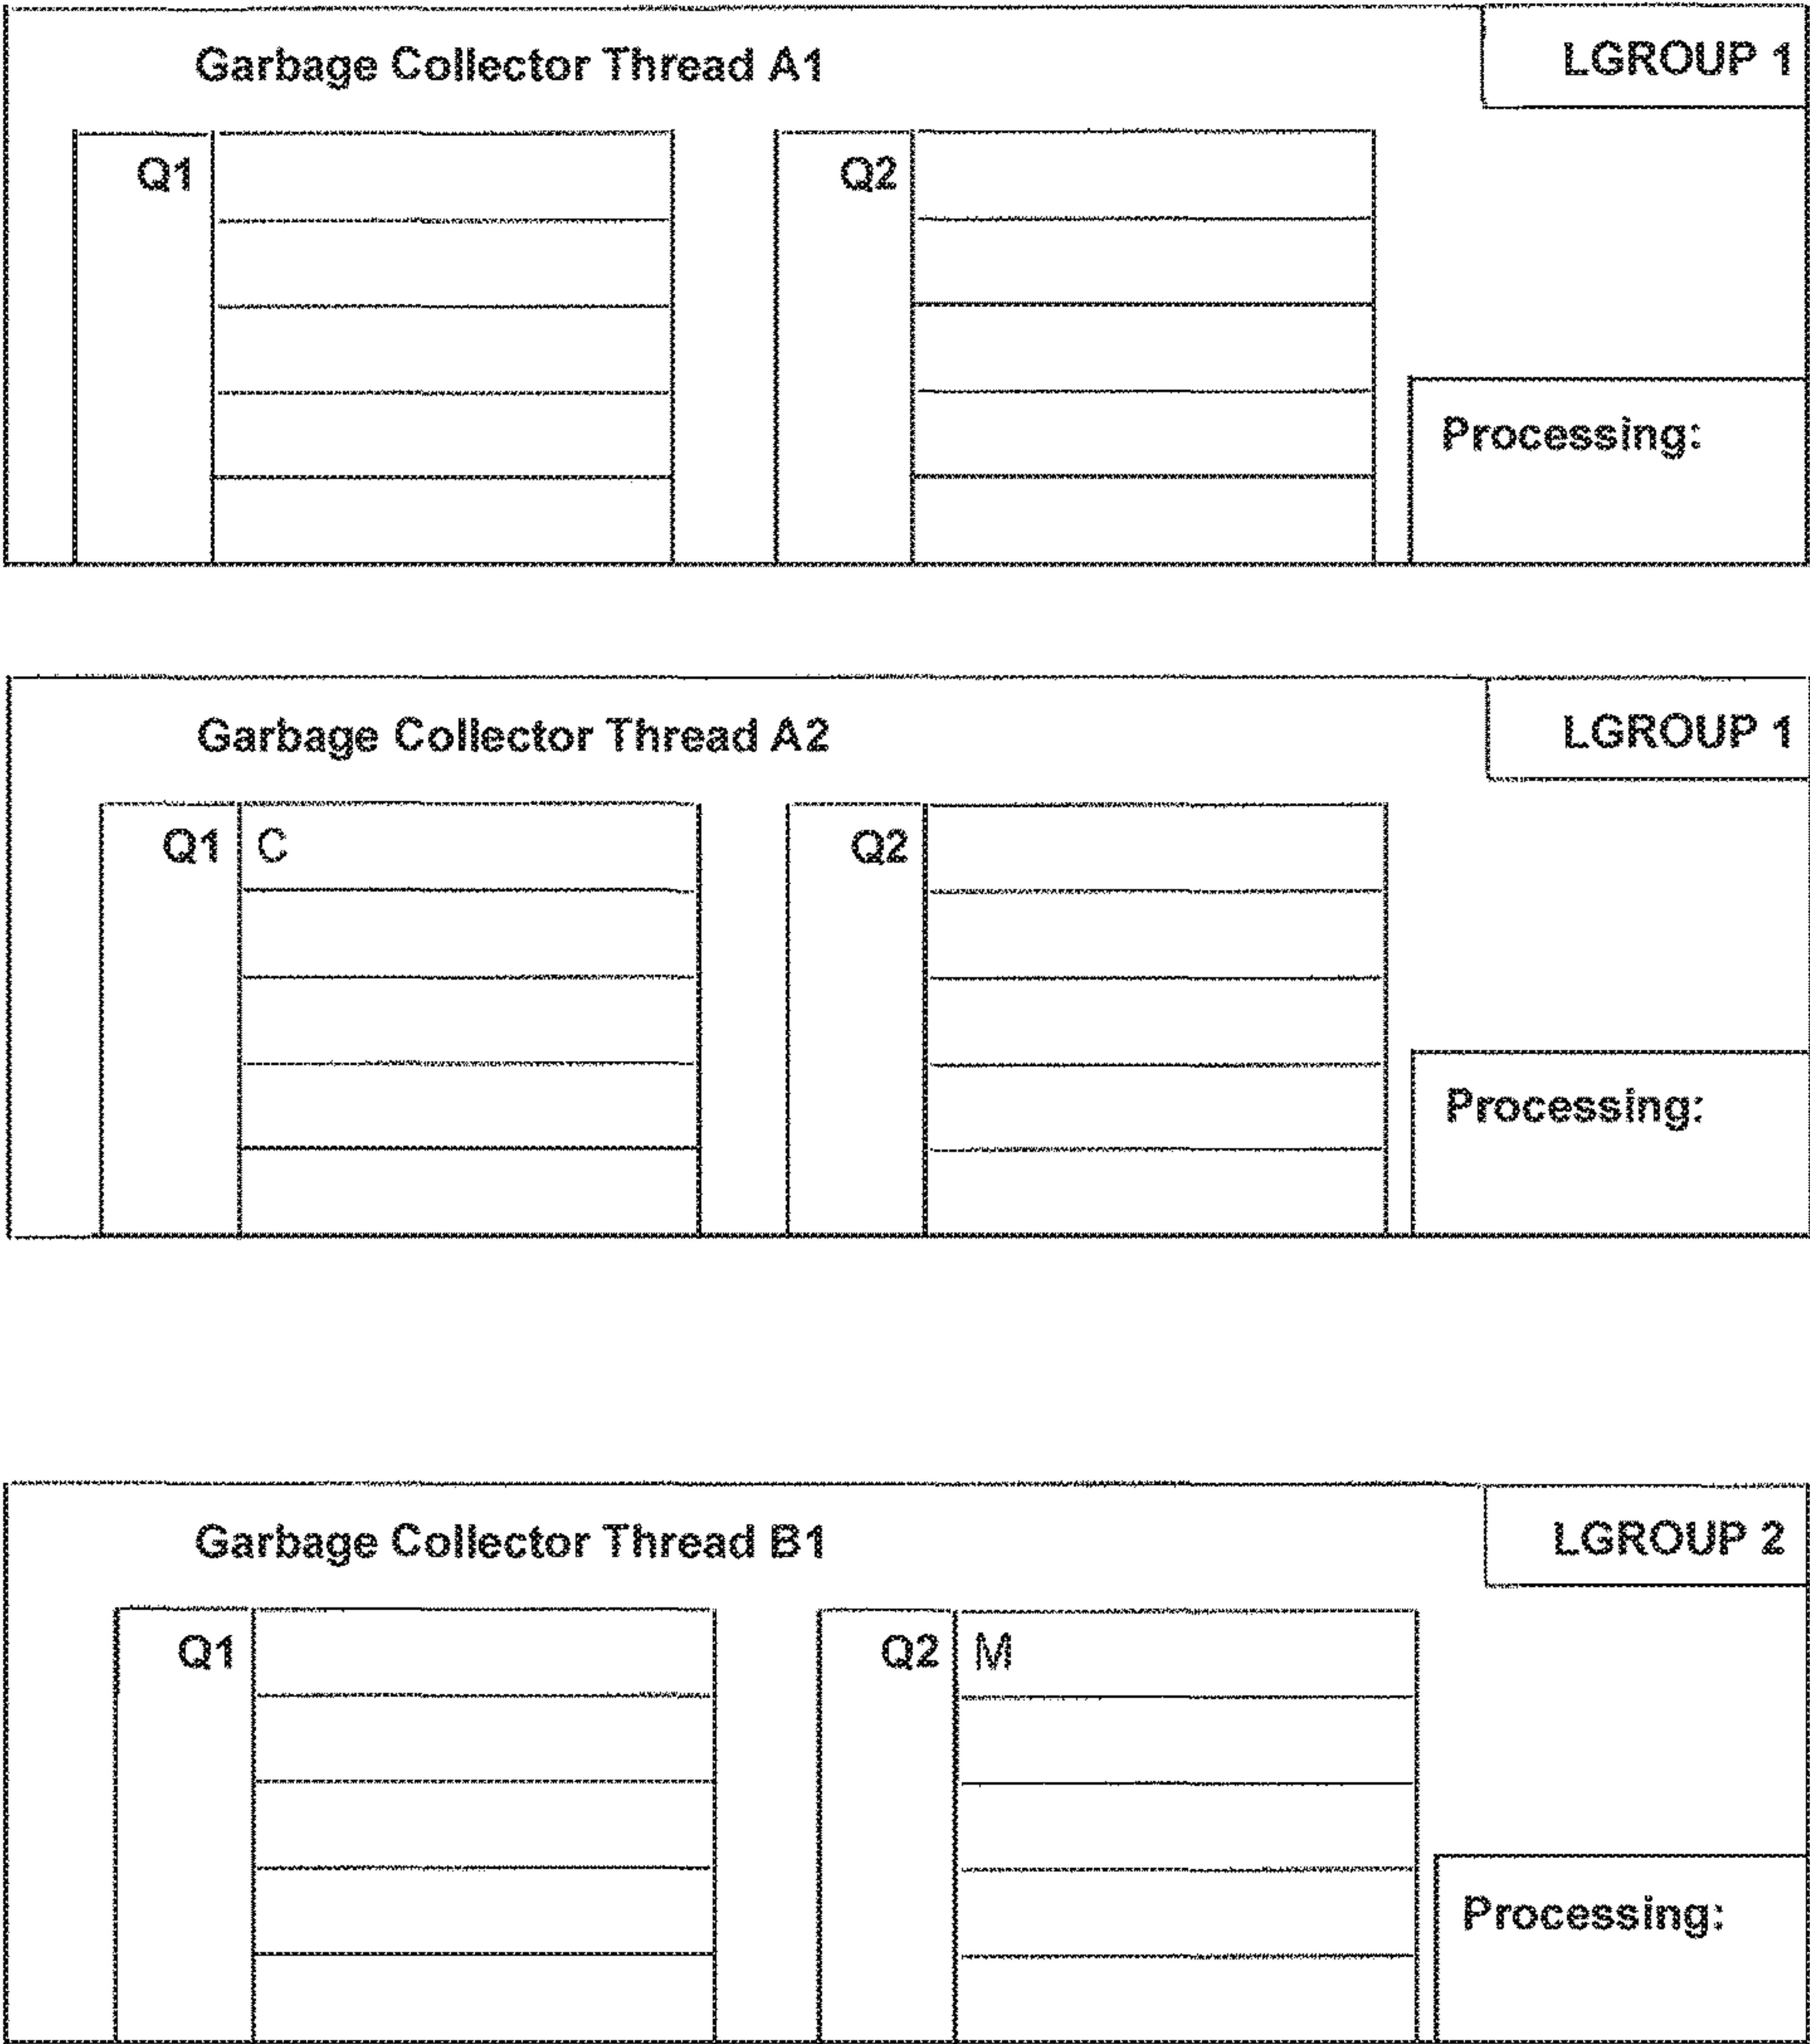 Garbage Collector Thread A1
LGROUP 1
Q1
Q2
Processing:
Garbage Collector Thread A2
LGROUP 1
Q1 C
Q2
Processing:
Garbage Collector Thread B1
LGROUP 2
Q1
Q2 M
Processing: